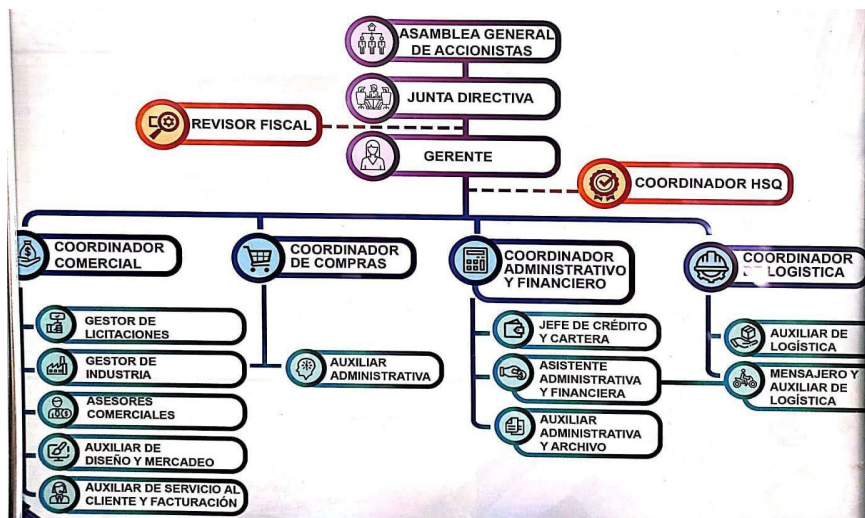 ASAMBLEA GENERAL
DE ACCIONISTAS
JUNTA DIRECTIVA
REVISOR FISCAL
GERENTE
COORDINADOR HSQ
COORDINADOR
COMERCIAL
COORDINADOR
DE COMPRAS
COORDINADOR
ADMINISTRATIVO
Y FINANCIERO
COORDINADOR
DE LOGISTICA
GESTOR DE
LICITACIONES
GESTOR DE
INDUSTRIA
ASESORES
COMERCIALES
AUXILIAR DE
DISEÑO Y MERCADEO
AUXILIAR DE SERVICIO AL
CLIENTE Y FACTURACIÓN
AUXILIAR
ADMINISTRATIVA
JEFE DE CRÉDITO
Y CARTERA
ASISTENTE
ADMINISTRATIVA
Y FINANCIERA
AUXILIAR
ADMINISTRATIVA
Y ARCHIVO
AUXILIAR DE
LOGÍSTICA
MENSAJERO Y
AUXILIAR DE
LOGÍSTICA